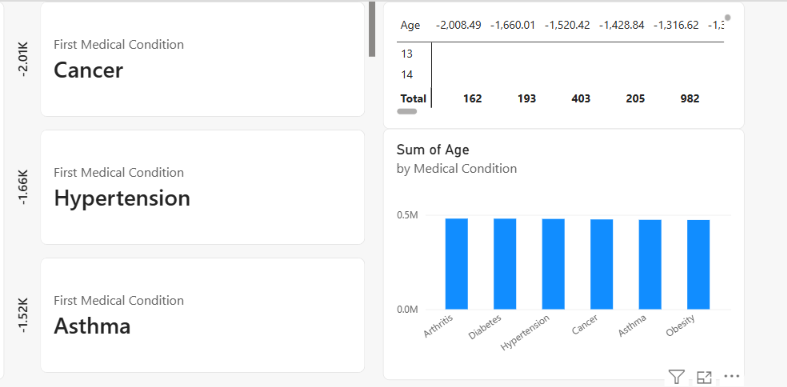 -2.01K
First Medical Condition
Cancer
-1.66K
First Medical Condition
Hypertension
-1.52K
First Medical Condition
Asthma
Age -2,008.49 -1,660.01 -1,520.42 -1,428.84 -1,316.62
13
14
Total 162 193 403 205 982
Sum of Age
by Medical Condition
0.5M
0.0M
Arthritis Diabetes Hypertension Cancer Asthma Obesity